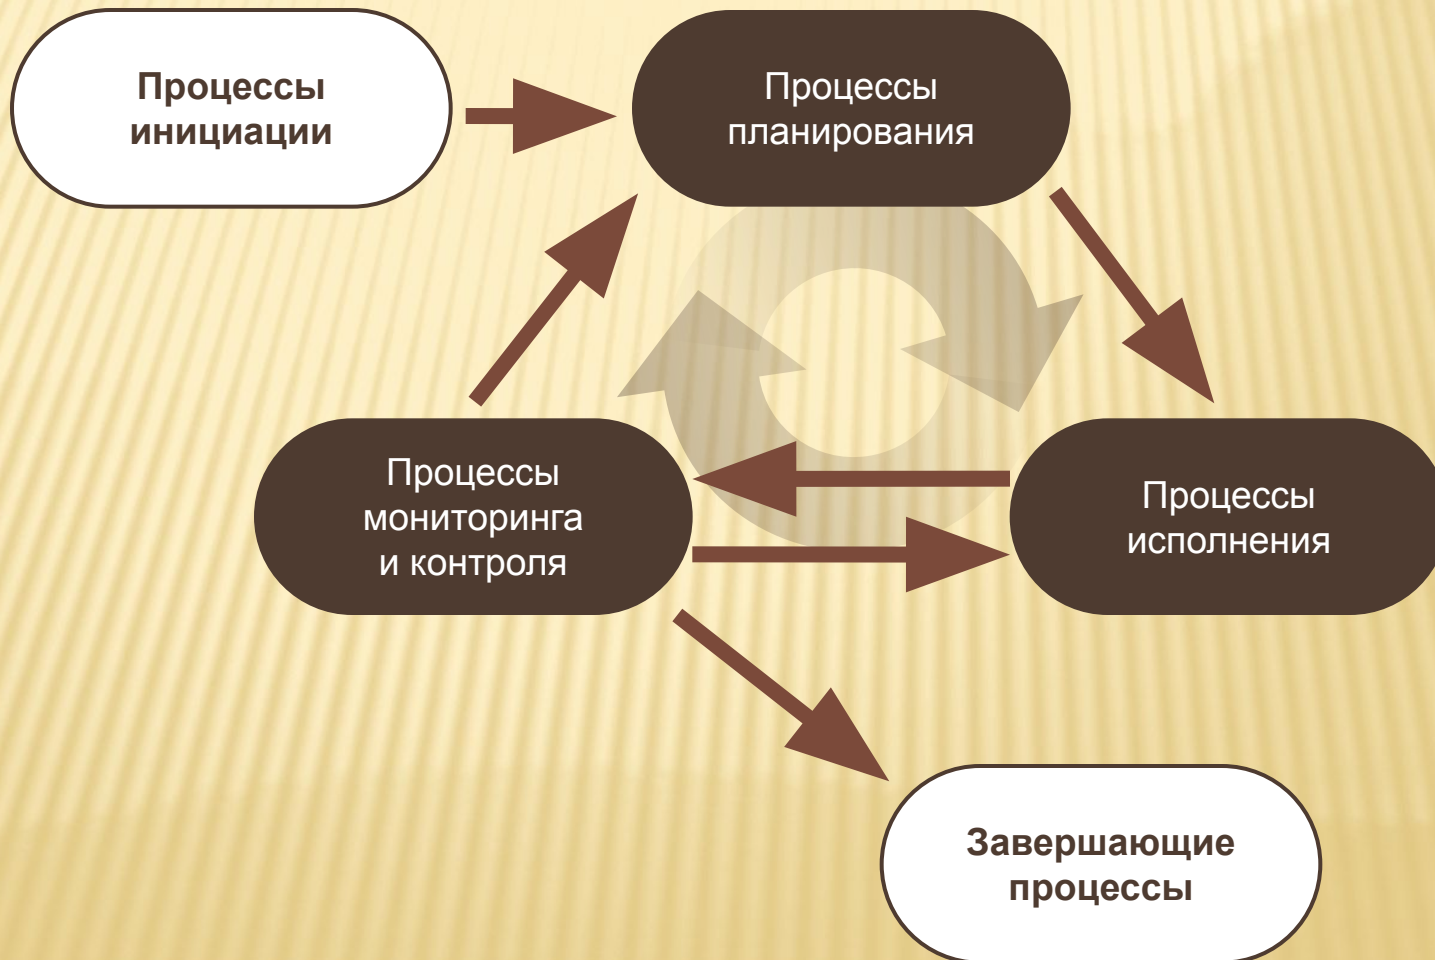 Процессы
инициации
Процессы
планирования
Процессы
мониторинга
и контроля
Процессы
исполнения
Завершающие
процессы